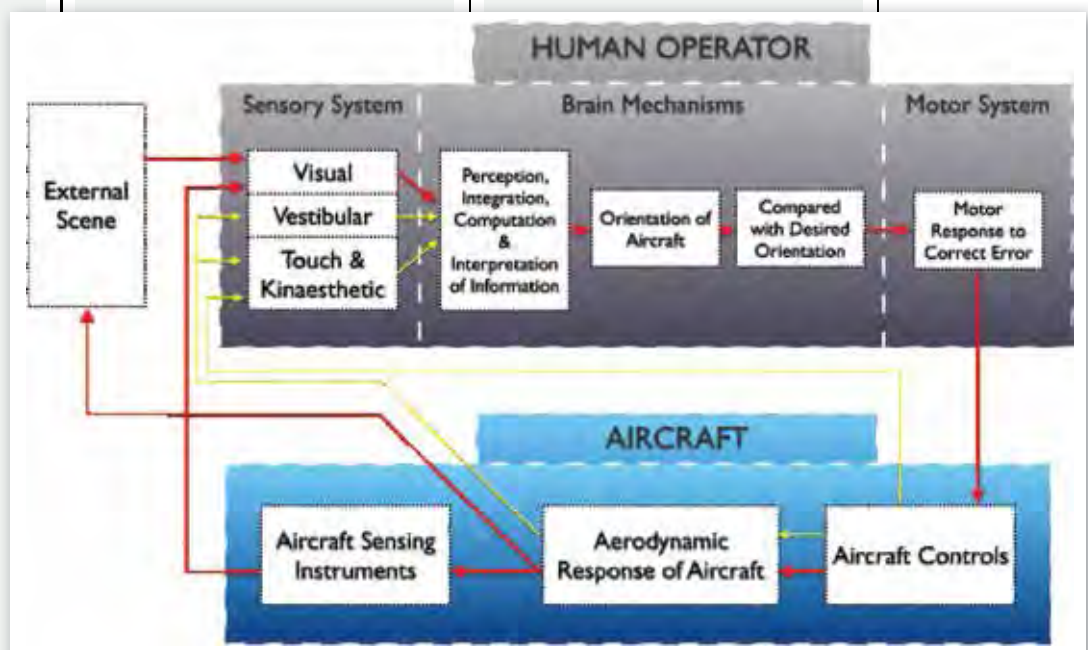 HUMAN OPERATOR
Sensory System
Brain Mechanisms
Motor System
External
Scene
Visual
Vestibular
Touch &
Kinaesthetic
Perception,
Integration,
Computation
&
Interpretation
of Information
Orientation of
Aircraft
Compared
with Desired
Orientation
Motor
Response to
Correct Error
AIRCRAFT
Aircraft Sensing
Instruments
Aerodynamic
Response of Aircraft
Aircraft Controls